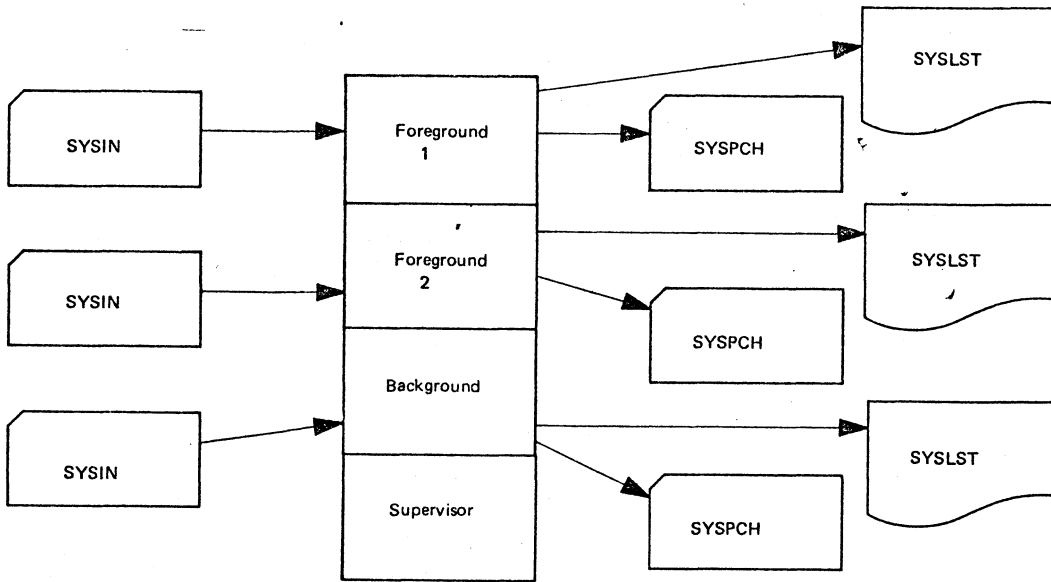 SYSLST
SYSIN
Foreground
1
SYSPCH
SYSIN
Foreground
2
SYSLST
SYSPCH
Background
SYSIN
SYSLST
Supervisor
SYSPCH